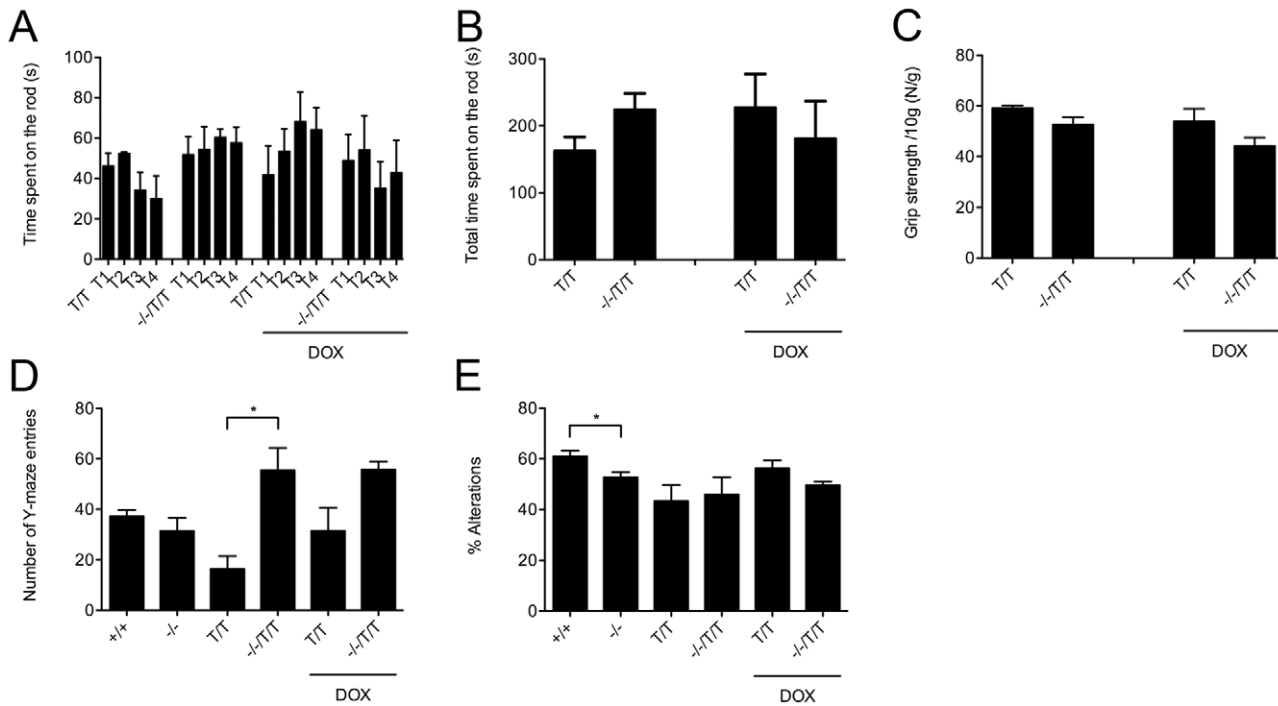 A
Time spent on the rod (s)
100
80
60
40
20
0
T/T T1 T2 T3 T4 -/-/T/T T1 T2 T3 T4 T/T T1 T2 T3 T4 -/-/T/T T1 T2 T3 T4
DOX
B
Total time spent on the rod (s)
300
200
100
0
T/T -/-/T/T T/T -/-/T/T
DOX
C
Grip strength /10g (N/g)
80
60
40
20
0
T/T -/-/T/T T/T -/-/T/T
DOX
D
Number of Y-maze entries
80
60
40
20
0
*
+/+ -/- T/T -/-/T/T T/T -/-/T/T
DOX
E
% Alterations
80
60
40
20
0
*
+/+ -/- T/T -/-/T/T T/T -/-/T/T
DOX